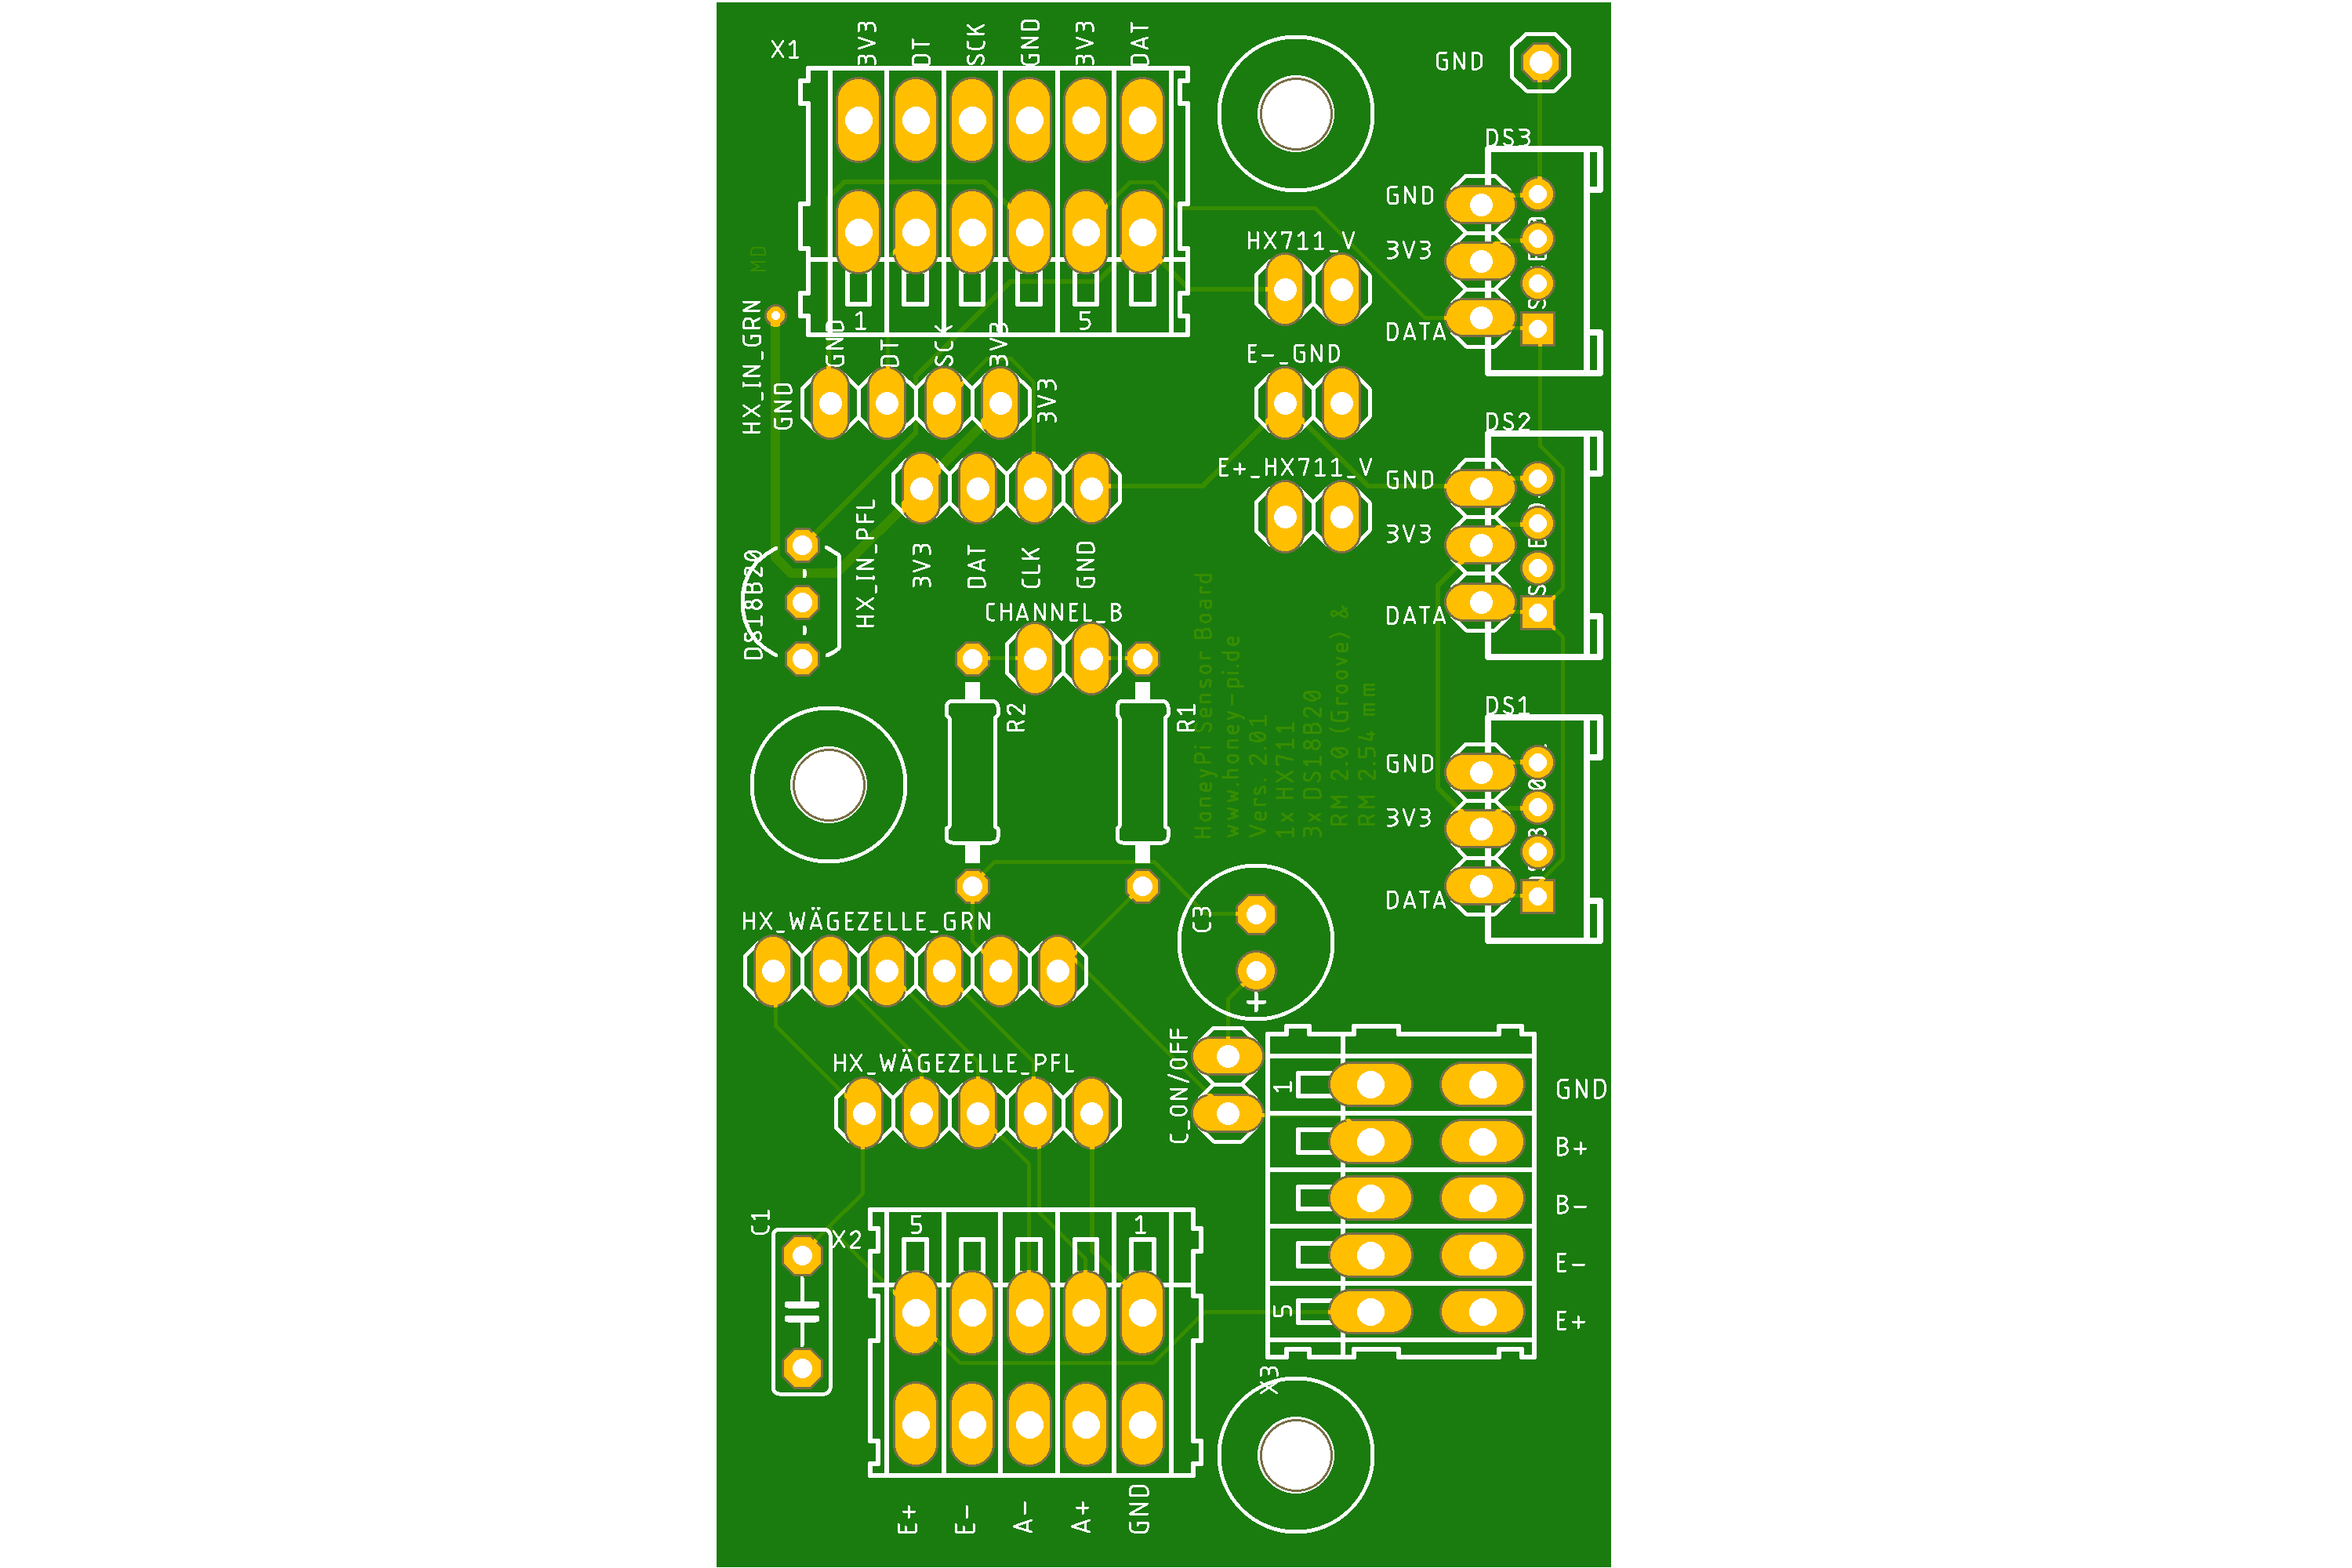 X1
3V3
DT
SCK
GND
3V3
DAT
GND
DS3
GND
3V3
DATA
MD
HX711_V
1
5
HX_IN_GRN
GND
GND
DT
SCK
3V3
3V3
E-_GND
DS2
E+_HX711_V
GND
3V3
DATA
DS18B20
HX_IN_PFL
3V3
DAT
CLK
GND
CHANNEL_B
R2
R1
HoneyPi Sensor Board
www.honey-pi.de
Vers. 2.01
1x HX711
3x DS18B20
RM 2.0 (Groove) &
RM 2.54 mm
DS1
GND
3V3
DATA
C3
+
HX_WÄGEZELLE_GRN
HX_WÄGEZELLE_PFL
C_ON/OFF
1
GND
B+
B-
E-
E+
5
X3
C1
X2
5
1
E+
E-
A-
A+
GND